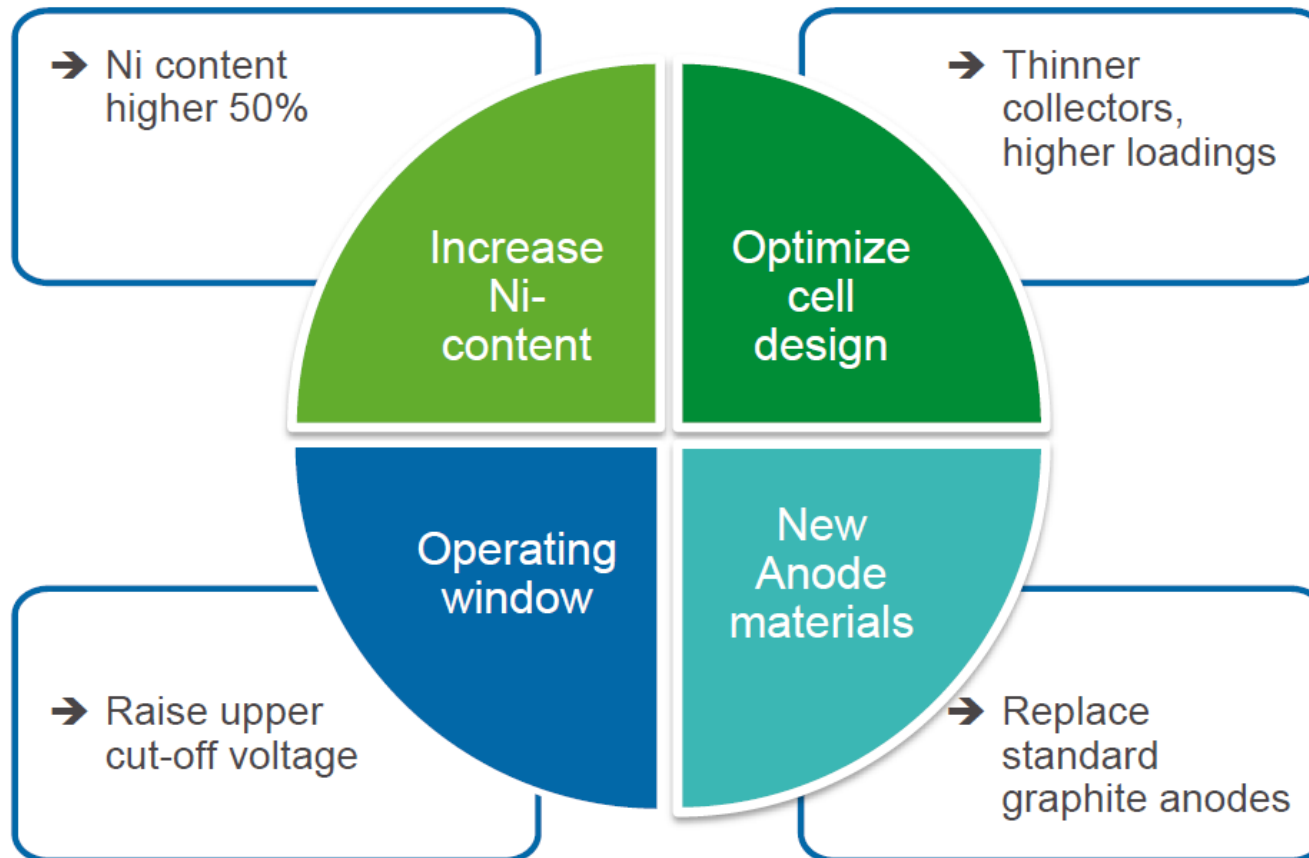 ➔ Ni content
higher 50%
➔ Thinner
collectors,
higher loadings
Increase
Ni-
content
Optimize
cell
design
Operating
window
New
Anode
materials
➔ Raise upper
cut-off voltage
➔ Replace
standard
graphite anodes